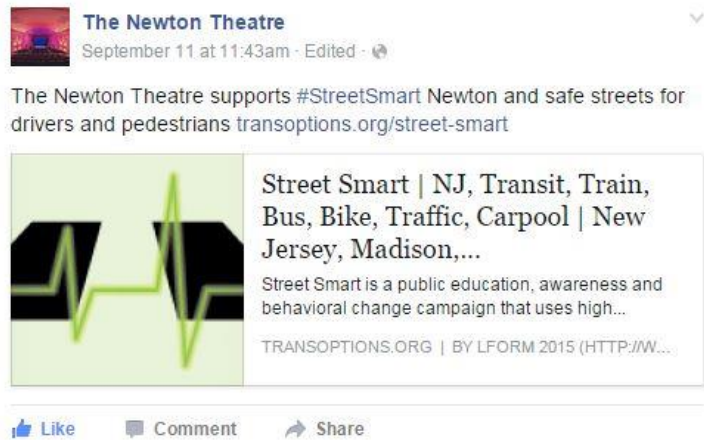 The Newton Theatre
September 11 at 11:43am · Edited ·
The Newton Theatre supports #StreetSmart Newton and safe streets for
drivers and pedestrians transoptions.org/street-smart
Street Smart | NJ, Transit, Train,
Bus, Bike, Traffic, Carpool | New
Jersey, Madison,...
Street Smart is a public education, awareness and
behavioral change campaign that uses high...
TRANSOPTIONS.ORG | BY LFORM 2015 (HTTP://W...
Like Comment Share